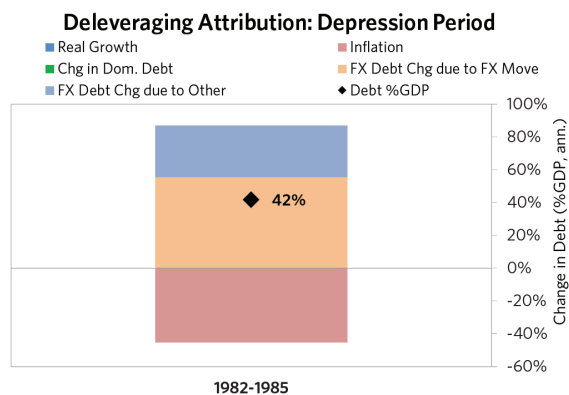 Deleveraging Attribution: Depression Period
Real Growth
Inflation
Chg in Dom. Debt
FX Debt Chg due to FX Move
FX Debt Chg due to Other
Debt %GDP
100%
80%
60%
40%
20%
0%
-20%
-40%
-60%
Change in Debt (%GDP, ann.)
42%
1982-1985